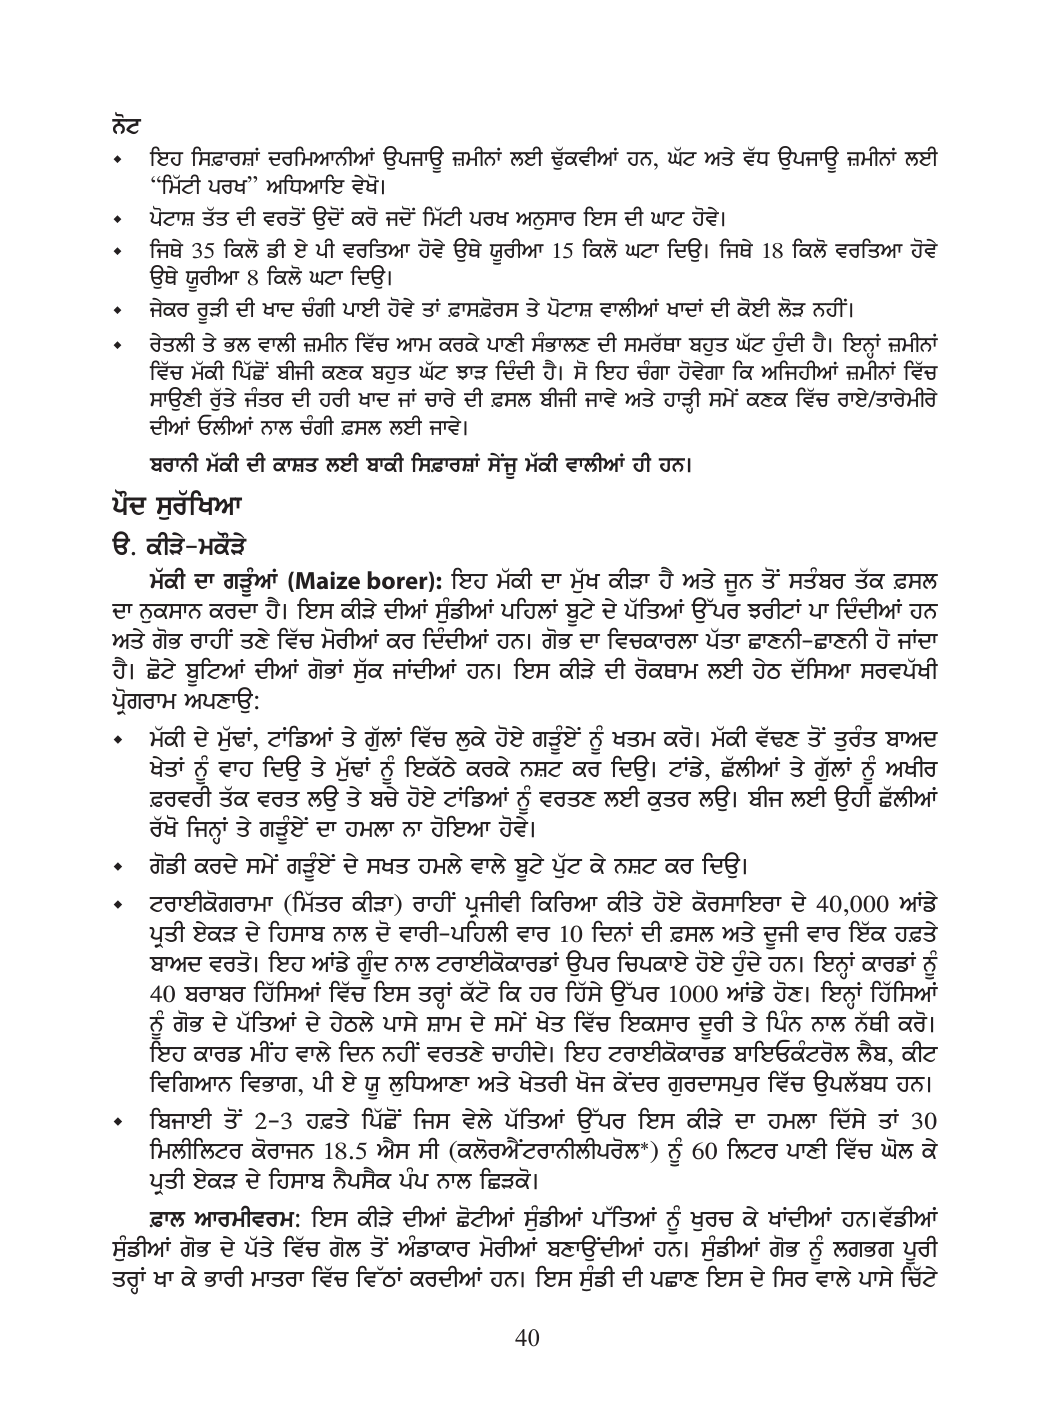 ਨੋਟ
⬩ ਇਹ ਸਿਫ਼ਾਰਸ਼ਾਂ ਦਰਮਿਆਨੀਆਂ ਉਪਜਾਊ ਜ਼ਮੀਨਾਂ ਲਈ ਢੁੱਕਵੀਆਂ ਹਨ, ਘੱਟ ਅਤੇ ਵੱਧ ਉਪਜਾਊ ਜ਼ਮੀਨਾਂ ਲਈ
“ਮਿੱਟੀ ਪਰਖ” ਅਧਿਆਇ ਵੇਖੋ।
⬩ ਪੋਟਾਸ਼ ਤੱਤ ਦੀ ਵਰਤੋਂ ਉਦੋਂ ਕਰੋ ਜਦੋਂ ਮਿੱਟੀ ਪਰਖ ਅਨੁਸਾਰ ਇਸ ਦੀ ਘਾਟ ਹੋਵੇ।
⬩ ਜਿਥੇ 35 ਕਿਲੋ ਡੀ ਏ ਪੀ ਵਰਤਿਆ ਹੋਵੇ ਉਥੇ ਯੂਰੀਆ 15 ਕਿਲੋ ਘਟਾ ਦਿਉ। ਜਿਥੇ 18 ਕਿਲੋ ਵਰਤਿਆ ਹੋਵੇ
ਉਥੇ ਯੂਰੀਆ 8 ਕਿਲੋ ਘਟਾ ਦਿਉ।
⬩ ਜੇਕਰ ਰੂੜੀ ਦੀ ਖਾਦ ਚੰਗੀ ਪਾਈ ਹੋਵੇ ਤਾਂ ਫ਼ਾਸਫ਼ੋਰਸ ਤੇ ਪੋਟਾਸ਼ ਵਾਲੀਆਂ ਖਾਦਾਂ ਦੀ ਕੋਈ ਲੋੜ ਨਹੀਂ।
⬩ ਰੇਤਲੀ ਤੇ ਭਲ ਵਾਲੀ ਜ਼ਮੀਨ ਵਿੱਚ ਆਮ ਕਰਕੇ ਪਾਣੀ ਸੰਭਾਲਣ ਦੀ ਸਮਰੱਥਾ ਬਹੁਤ ਘੱਟ ਹੁੰਦੀ ਹੈ। ਇਨ੍ਹਾਂ ਜ਼ਮੀਨਾਂ
ਵਿੱਚ ਮੱਕੀ ਪਿੱਛੋਂ ਬੀਜੀ ਕਣਕ ਬਹੁਤ ਘੱਟ ਝਾੜ ਦਿੰਦੀ ਹੈ। ਸੋ ਇਹ ਚੰਗਾ ਹੋਵੇਗਾ ਕਿ ਅਜਿਹੀਆਂ ਜ਼ਮੀਨਾਂ ਵਿੱਚ
ਸਾਉਣੀ ਰੁੱਤੇ ਜੰਤਰ ਦੀ ਹਰੀ ਖਾਦ ਜਾਂ ਚਾਰੇ ਦੀ ਫ਼ਸਲ ਬੀਜੀ ਜਾਵੇ ਅਤੇ ਹਾੜ੍ਹੀ ਸਮੇਂ ਕਣਕ ਵਿੱਚ ਰਾਏ/ਤਾਰੇਮੀਰੇ
ਦੀਆਂ ਓਲੀਆਂ ਨਾਲ ਚੰਗੀ ਫ਼ਸਲ ਲਈ ਜਾਵੇ।
ਬਰਾਨੀ ਮੱਕੀ ਦੀ ਕਾਸ਼ਤ ਲਈ ਬਾਕੀ ਸਿਫ਼ਾਰਸ਼ਾਂ ਸੇਂਜੂ ਮੱਕੀ ਵਾਲੀਆਂ ਹੀ ਹਨ।
ਪੌਦ ਸੁਰੱਖਿਆ
ੳ. ਕੀੜੇ-ਮਕੌੜੇ
ਮੱਕੀ ਦਾ ਗੜੂੰਆਂ (Maize borer): ਇਹ ਮੱਕੀ ਦਾ ਮੁੱਖ ਕੀੜਾ ਹੈ ਅਤੇ ਜੂਨ ਤੋਂ ਸਤੰਬਰ ਤੱਕ ਫ਼ਸਲ
ਦਾ ਨੁਕਸਾਨ ਕਰਦਾ ਹੈ। ਇਸ ਕੀੜੇ ਦੀਆਂ ਸੁੰਡੀਆਂ ਪਹਿਲਾਂ ਬੂਟੇ ਦੇ ਪੱਤਿਆਂ ਉੱਪਰ ਝਰੀਟਾਂ ਪਾ ਦਿੰਦੀਆਂ ਹਨ
ਅਤੇ ਗੋਭ ਰਾਹੀਂ ਤਣੇ ਵਿੱਚ ਮੋਰੀਆਂ ਕਰ ਦਿੰਦੀਆਂ ਹਨ। ਗੋਭ ਦਾ ਵਿਚਕਾਰਲਾ ਪੱਤਾ ਛਾਣਨੀ-ਛਾਣਨੀ ਹੋ ਜਾਂਦਾ
ਹੈ। ਛੋਟੇ ਬੂਟਿਆਂ ਦੀਆਂ ਗੋਭਾਂ ਸੁੱਕ ਜਾਂਦੀਆਂ ਹਨ। ਇਸ ਕੀੜੇ ਦੀ ਰੋਕਥਾਮ ਲਈ ਹੇਠ ਦੱਸਿਆ ਸਰਵਪੱਖੀ
ਪ੍ਰੋਗਰਾਮ ਅਪਣਾਉ:
⬩ ਮੱਕੀ ਦੇ ਮੁੱਢਾਂ, ਟਾਂਡਿਆਂ ਤੇ ਗੁੱਲਾਂ ਵਿੱਚ ਲੁਕੇ ਹੋਏ ਗੜੂੰਏਂ ਨੂੰ ਖਤਮ ਕਰੋ। ਮੱਕੀ ਵੱਢਣ ਤੋਂ ਤੁਰੰਤ ਬਾਅਦ
ਖੇਤਾਂ ਨੂੰ ਵਾਹ ਦਿਉ ਤੇ ਮੁੱਢਾਂ ਨੂੰ ਇਕੱਠੇ ਕਰਕੇ ਨਸ਼ਟ ਕਰ ਦਿਉ। ਟਾਂਡੇ, ਛੱਲੀਆਂ ਤੇ ਗੁੱਲਾਂ ਨੂੰ ਅਖੀਰ
ਫ਼ਰਵਰੀ ਤੱਕ ਵਰਤ ਲਉ ਤੇ ਬਚੇ ਹੋਏ ਟਾਂਡਿਆਂ ਨੂੰ ਵਰਤਣ ਲਈ ਕੁਤਰ ਲਉ। ਬੀਜ ਲਈ ਉਹੀ ਛੱਲੀਆਂ
ਰੱਖੋ ਜਿਨ੍ਹਾਂ ਤੇ ਗੜੂੰਏਂ ਦਾ ਹਮਲਾ ਨਾ ਹੋਇਆ ਹੋਵੇ।
⬩ ਗੋਡੀ ਕਰਦੇ ਸਮੇਂ ਗੜੂੰਏਂ ਦੇ ਸਖਤ ਹਮਲੇ ਵਾਲੇ ਬੂਟੇ ਪੁੱਟ ਕੇ ਨਸ਼ਟ ਕਰ ਦਿਉ।
⬩ ਟਰਾਈਕੋਗਰਾਮਾ (ਮਿੱਤਰ ਕੀੜਾ) ਰਾਹੀਂ ਪ੍ਰਜੀਵੀ ਕਿਰਿਆ ਕੀਤੇ ਹੋਏ ਕੋਰਸਾਇਰਾ ਦੇ 40,000 ਆਂਡੇ
ਪ੍ਰਤੀ ਏਕੜ ਦੇ ਹਿਸਾਬ ਨਾਲ ਦੋ ਵਾਰੀ-ਪਹਿਲੀ ਵਾਰ 10 ਦਿਨਾਂ ਦੀ ਫ਼ਸਲ ਅਤੇ ਦੂਜੀ ਵਾਰ ਇੱਕ ਹਫ਼ਤੇ
ਬਾਅਦ ਵਰਤੋ। ਇਹ ਆਂਡੇ ਗੂੰਦ ਨਾਲ ਟਰਾਈਕੋਕਾਰਡਾਂ ਉਪਰ ਚਿਪਕਾਏ ਹੋਏ ਹੁੰਦੇ ਹਨ। ਇਨ੍ਹਾਂ ਕਾਰਡਾਂ ਨੂੰ
40 ਬਰਾਬਰ ਹਿੱਸਿਆਂ ਵਿੱਚ ਇਸ ਤਰ੍ਹਾਂ ਕੱਟੋ ਕਿ ਹਰ ਹਿੱਸੇ ਉੱਪਰ 1000 ਆਂਡੇ ਹੋਣ। ਇਨ੍ਹਾਂ ਹਿੱਸਿਆਂ
ਨੂੰ ਗੋਭ ਦੇ ਪੱਤਿਆਂ ਦੇ ਹੇਠਲੇ ਪਾਸੇ ਸ਼ਾਮ ਦੇ ਸਮੇਂ ਖੇਤ ਵਿੱਚ ਇਕਸਾਰ ਦੂਰੀ ਤੇ ਪਿੰਨ ਨਾਲ ਨੱਥੀ ਕਰੋ।
ਇਹ ਕਾਰਡ ਮੀਂਹ ਵਾਲੇ ਦਿਨ ਨਹੀਂ ਵਰਤਣੇ ਚਾਹੀਦੇ। ਇਹ ਟਰਾਈਕੋਕਾਰਡ ਬਾਇਓਕੰਟਰੋਲ ਲੈਬ, ਕੀਟ
ਵਿਗਿਆਨ ਵਿਭਾਗ, ਪੀ ਏ ਯੂ ਲੁਧਿਆਣਾ ਅਤੇ ਖੇਤਰੀ ਖੋਜ ਕੇਂਦਰ ਗੁਰਦਾਸਪੁਰ ਵਿੱਚ ਉਪਲੱਬਧ ਹਨ।
⬩ ਬਿਜਾਈ ਤੋਂ 2-3 ਹਫ਼ਤੇ ਪਿੱਛੋਂ ਜਿਸ ਵੇਲੇ ਪੱਤਿਆਂ ਉੱਪਰ ਇਸ ਕੀੜੇ ਦਾ ਹਮਲਾ ਦਿੱਸੇ ਤਾਂ 30
ਮਿਲੀਲਿਟਰ ਕੋਰਾਜਨ 18.5 ਐਸ ਸੀ (ਕਲੋਰਐਂਟਰਾਨੀਲੀਪਰੋਲ*) ਨੂੰ 60 ਲਿਟਰ ਪਾਣੀ ਵਿੱਚ ਘੋਲ ਕੇ
ਪ੍ਰਤੀ ਏਕੜ ਦੇ ਹਿਸਾਬ ਨੈਪਸੈਕ ਪੰਪ ਨਾਲ ਛਿੜਕੋ।
ਫ਼ਾਲ ਆਰਮੀਵਰਮ: ਇਸ ਕੀੜੇ ਦੀਆਂ ਛੋਟੀਆਂ ਸੁੰਡੀਆਂ ਪੱਤਿਆਂ ਨੂੰ ਖੁਰਚ ਕੇ ਖਾਂਦੀਆਂ ਹਨ।ਵੱਡੀਆਂ
ਸੁੰਡੀਆਂ ਗੋਭ ਦੇ ਪੱਤੇ ਵਿੱਚ ਗੋਲ ਤੋਂ ਅੰਡਾਕਾਰ ਮੋਰੀਆਂ ਬਣਾਉਂਦੀਆਂ ਹਨ। ਸੁੰਡੀਆਂ ਗੋਭ ਨੂੰ ਲਗਭਗ ਪੂਰੀ
ਤਰ੍ਹਾਂ ਖਾ ਕੇ ਭਾਰੀ ਮਾਤਰਾ ਵਿੱਚ ਵਿੱਠਾਂ ਕਰਦੀਆਂ ਹਨ। ਇਸ ਸੁੰਡੀ ਦੀ ਪਛਾਣ ਇਸ ਦੇ ਸਿਰ ਵਾਲੇ ਪਾਸੇ ਚਿੱਟੇ
40